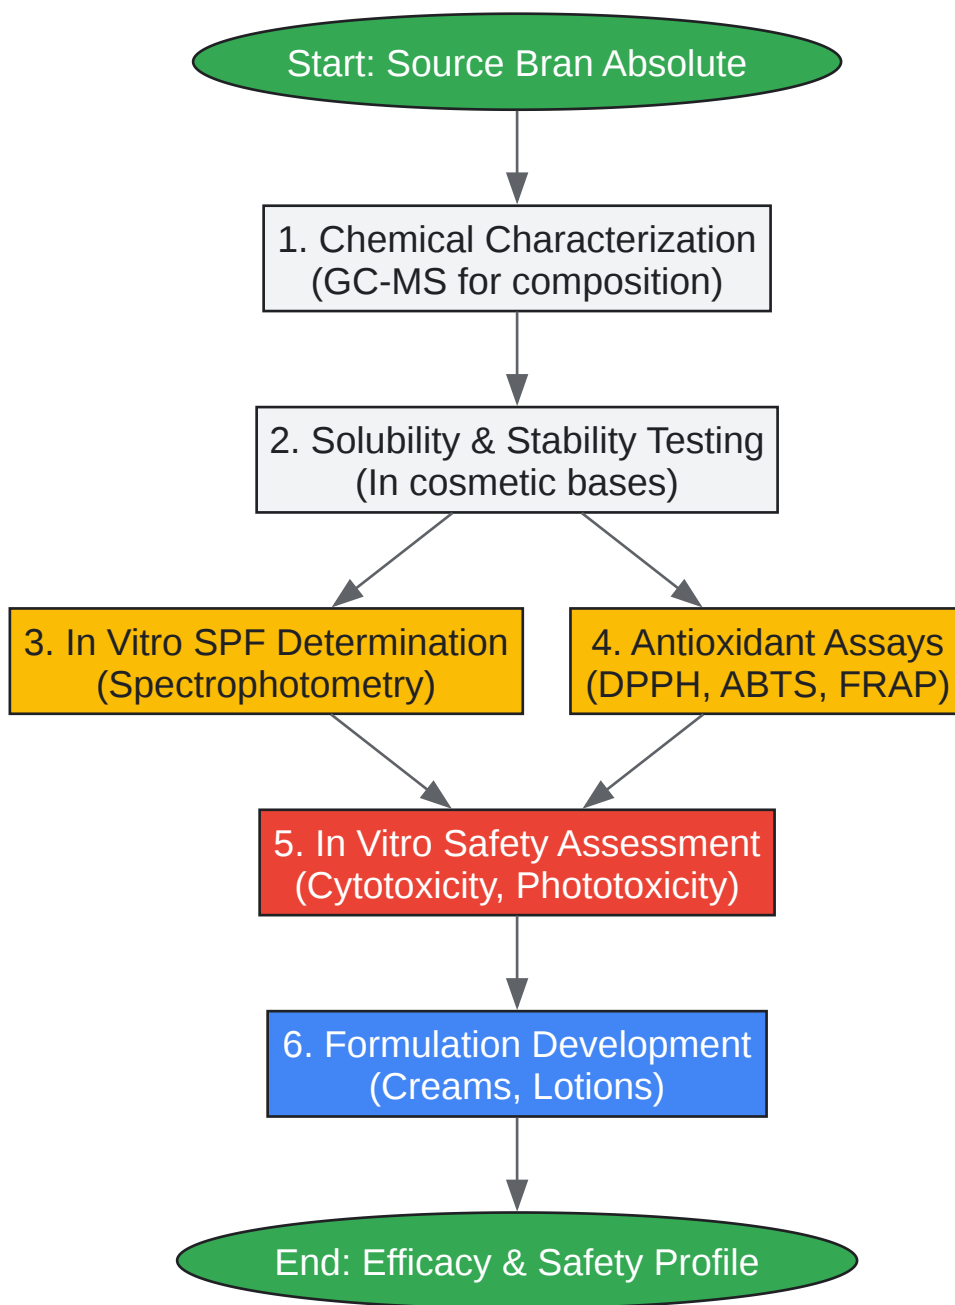 Start: Source Bran Absolute
1. Chemical Characterization
(GC-MS for composition)
2. Solubility & Stability Testing
(In cosmetic bases)
3. In Vitro SPF Determination
(Spectrophotometry)
4. Antioxidant Assays
(DPPH, ABTS, FRAP)
5. In Vitro Safety Assessment
(Cytotoxicity, Phototoxicity)
6. Formulation Development
(Creams, Lotions)
End: Efficacy & Safety Profile